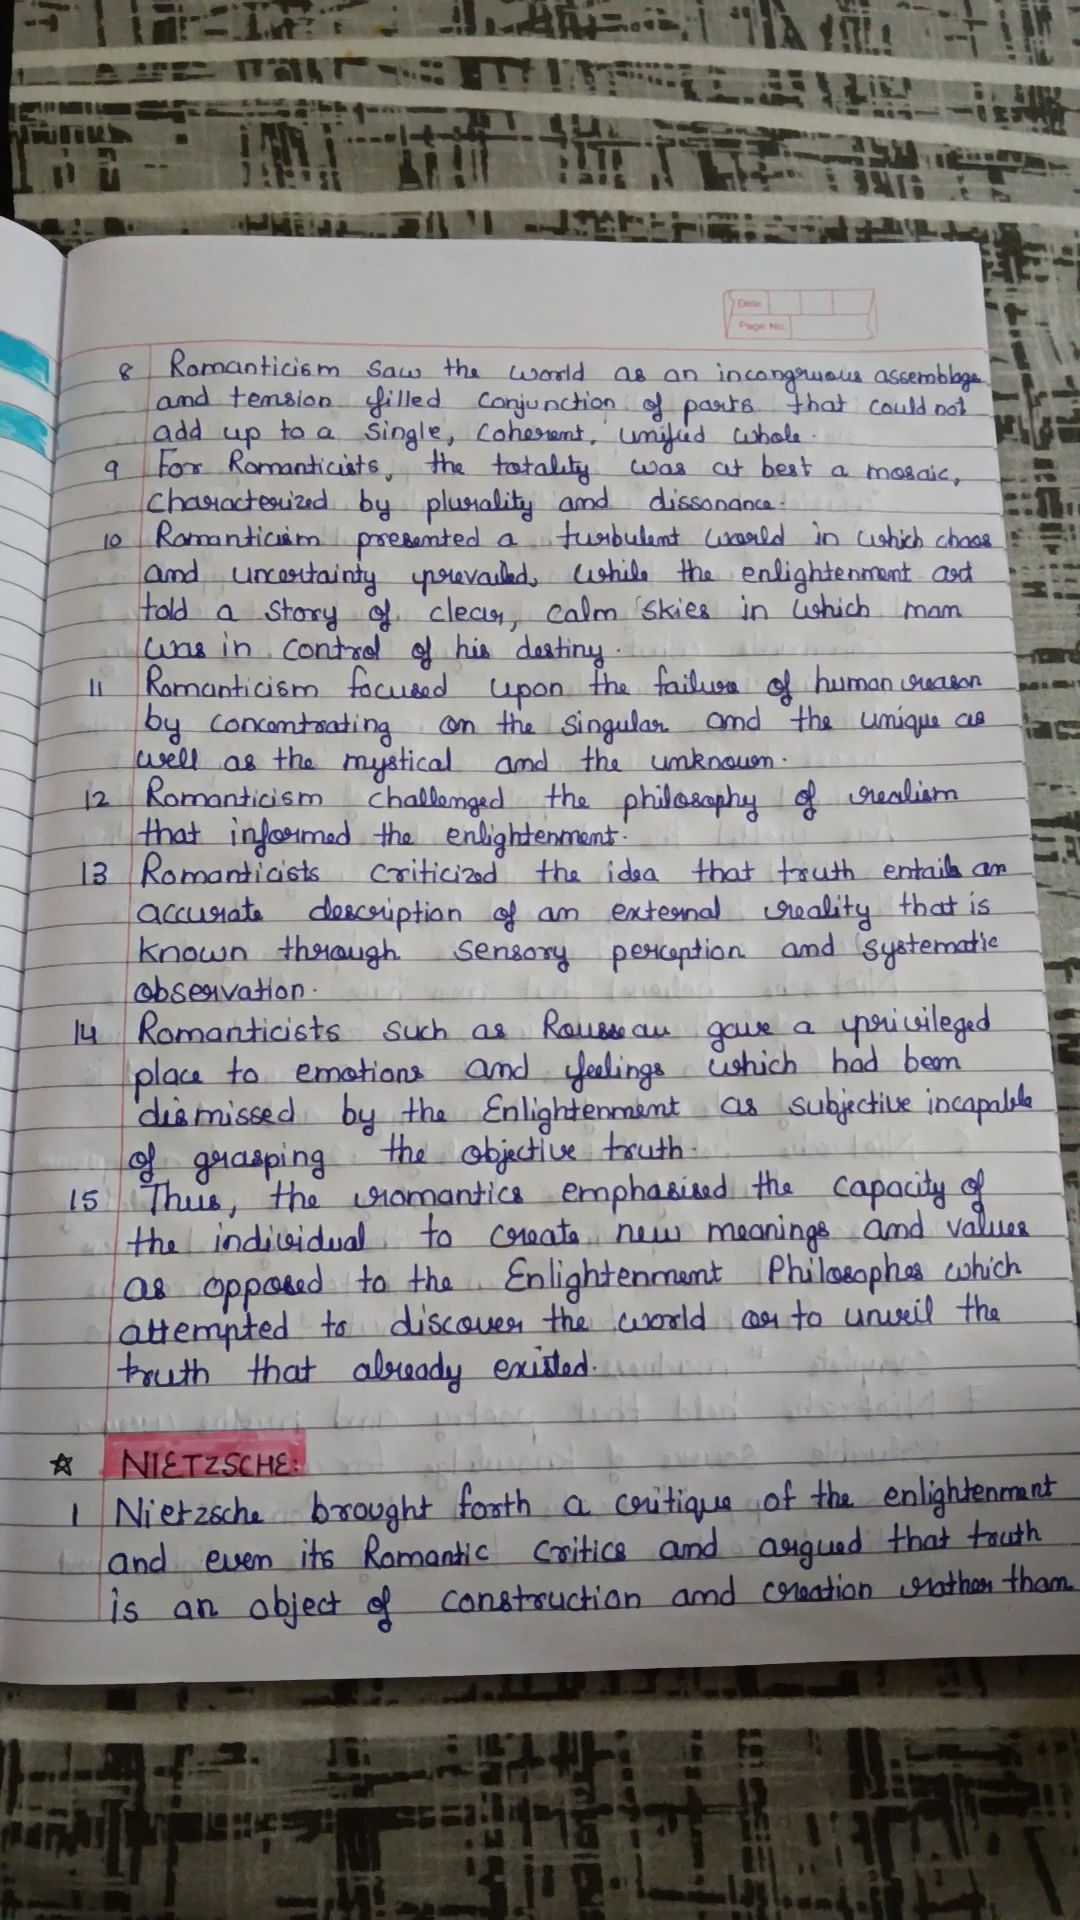 Date
Page No.
8 Romanticism saw the world as an incongruous assemblage
and tension filled conjunction of parts that could not
add up to a single, coherent, unified whole.
9 For Romanticists, the totality was at best a mosaic,
characterized by plurality and dissonance.
10 Romanticism presented a turbulent world in which chaos
and uncertainty prevailed, while the enlightenment art
told a story of clear, calm skies in which man
was in control of his destiny.
11 Romanticism focused upon the failure of human reason
by concentrating on the singular and the unique as
well as the mystical and the unknown.
12 Romanticism challenged the philosophy of realism
that informed the enlightenment.
13 Romanticists criticized the idea that truth entails an
accurate description of an external reality that is
known through sensory perception and systematic
observation.
14 Romanticists such as Rousseau gave a privileged
place to emotions and feelings which had been
dismissed by the Enlightenment as subjective incapable
of grasping the objective truth.
15 Thus, the romantics emphasised the capacity of
the individual to create new meanings and values
as opposed to the Enlightenment Philosophes which
attempted to discover the world or to unveil the
truth that already existed.
☆ NIETZSCHE:
1 Nietzsche brought forth a critique of the enlightenment
and even its Romantic critics and argued that truth
is an object of construction and creation rather than